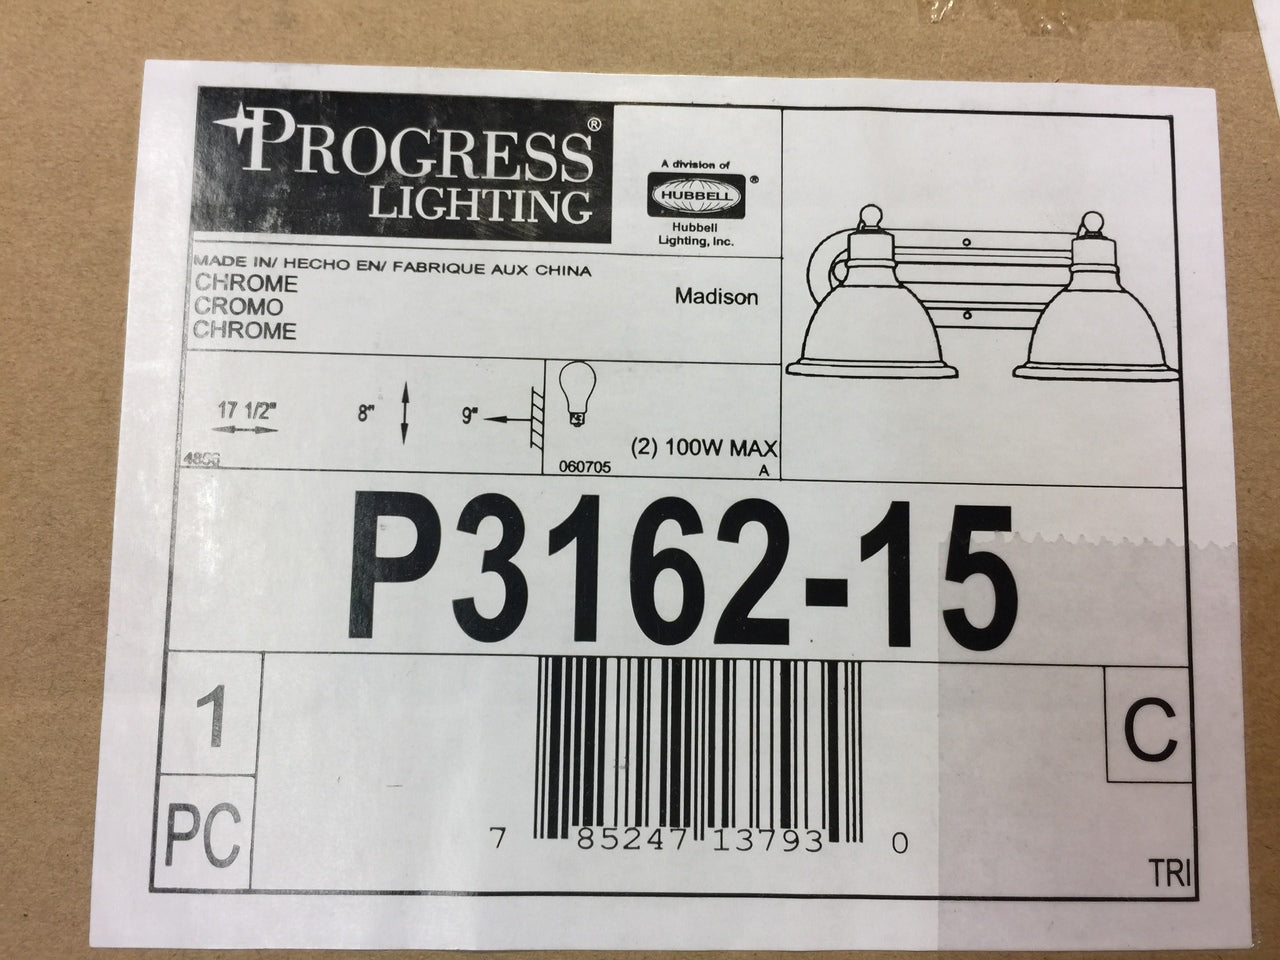 PROGRESS®
LIGHTING
A division of
HUBBELL®
Hubbell
Lighting, Inc.
MADE IN/ HECHO EN/ FABRIQUE AUX CHINA
CHROME
CROMO
CHROME
Madison
17 1/2"
8"
9"
4856
060705
(2) 100W MAX
A
P3162-15
1
PC
C
7 85247 13793 0
TRI